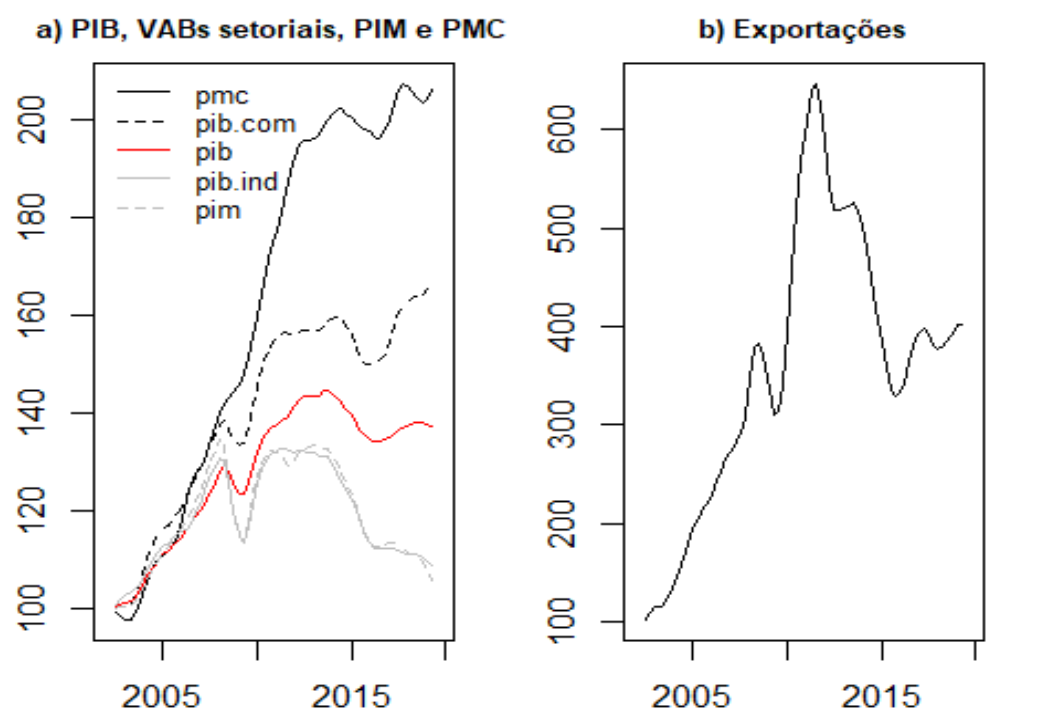 a) PIB, VABs setoriais, PIM e PMC
pmc
pib.com
pib
pib.ind
pim
200
180
160
140
120
100
2005
2015
b) Exportações
600
500
400
300
200
100
2005
2015